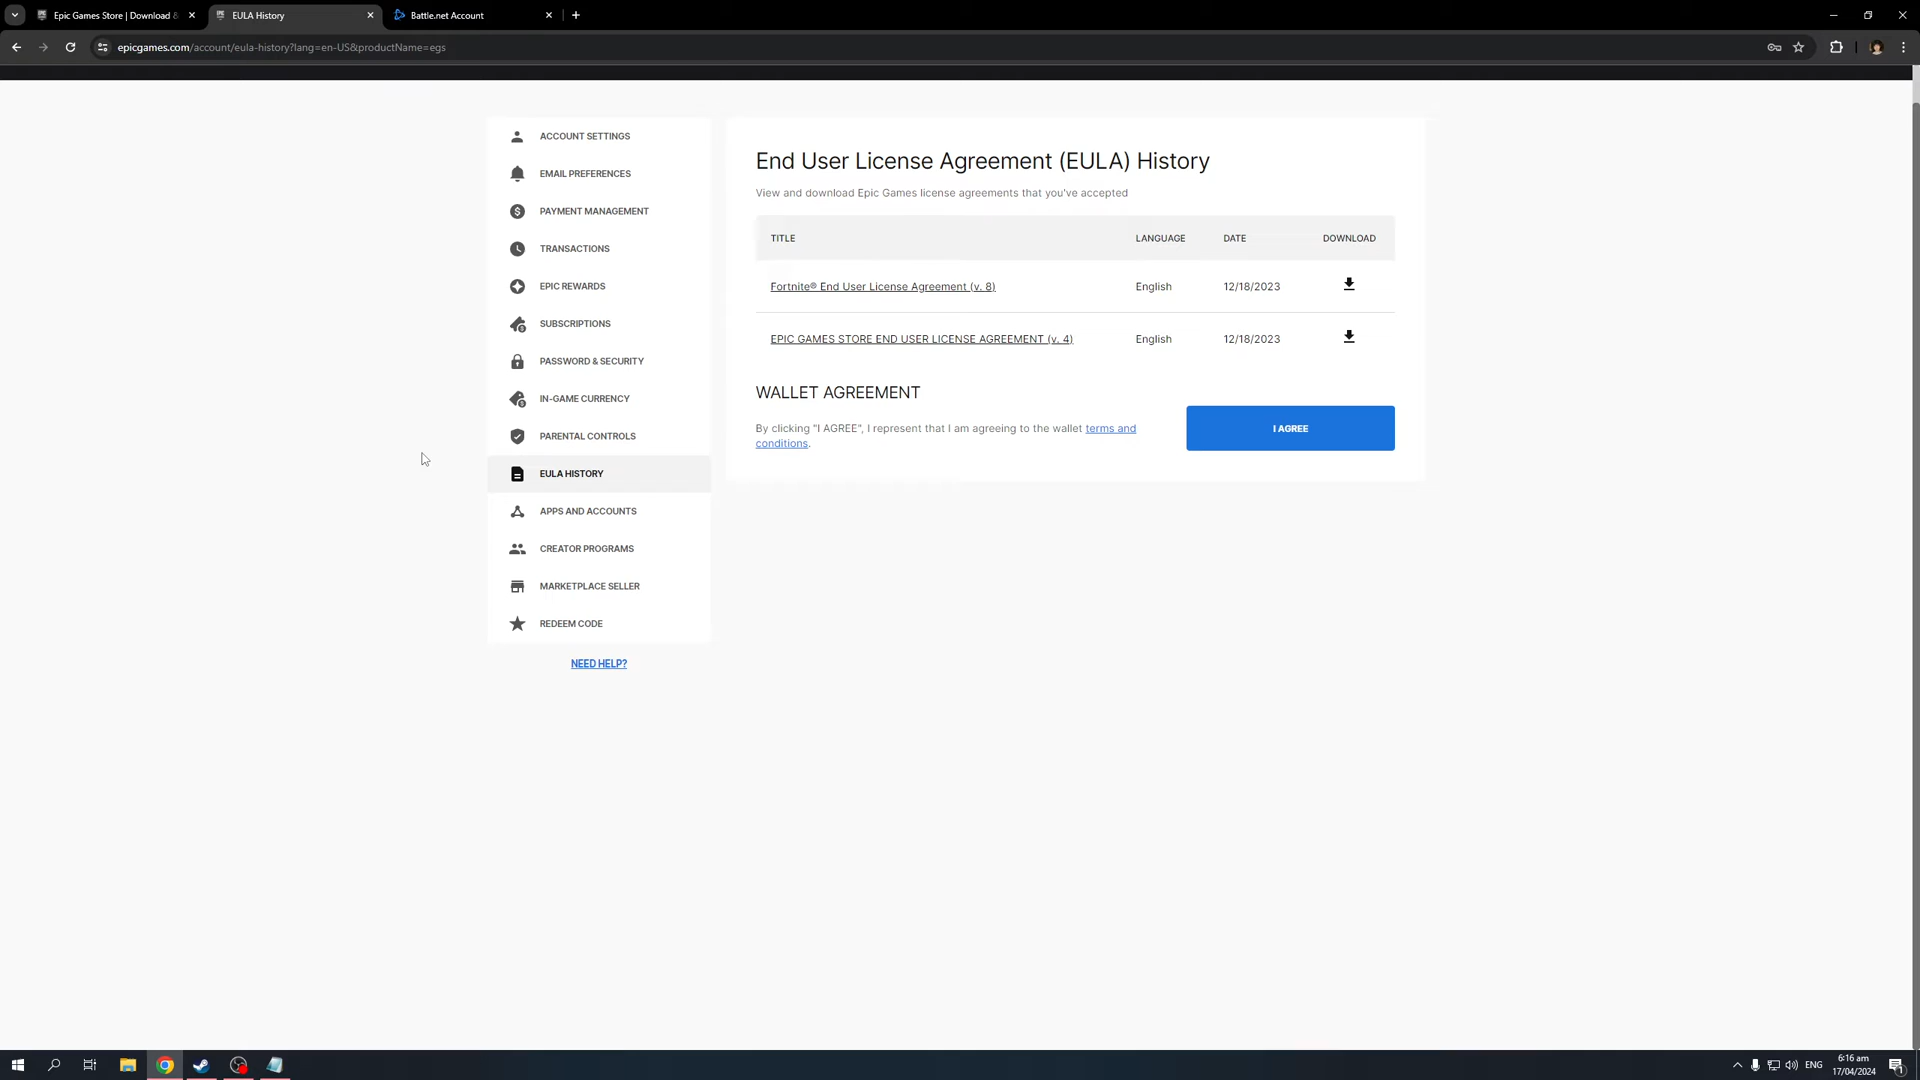 Epic Games Store | Download &
EULA History
Battle.net Account
epicgames.com/account/eula-history?lang=en-US&productName=egs
ACCOUNT SETTINGS
EMAIL PREFERENCES
PAYMENT MANAGEMENT
TRANSACTIONS
EPIC REWARDS
SUBSCRIPTIONS
PASSWORD & SECURITY
IN-GAME CURRENCY
PARENTAL CONTROLS
EULA HISTORY
APPS AND ACCOUNTS
CREATOR PROGRAMS
MARKETPLACE SELLER
REDEEM CODE
NEED HELP?
End User License Agreement (EULA) History
View and download Epic Games license agreements that you've accepted
TITLE LANGUAGE DATE DOWNLOAD
Fortnite® End User License Agreement (v. 8) English 12/18/2023
EPIC GAMES STORE END USER LICENSE AGREEMENT (v. 4) English 12/18/2023
WALLET AGREEMENT
By clicking "I AGREE", I represent that I am agreeing to the wallet terms and
conditions.
I AGREE
ENG
6:16 am
17/04/2024
1